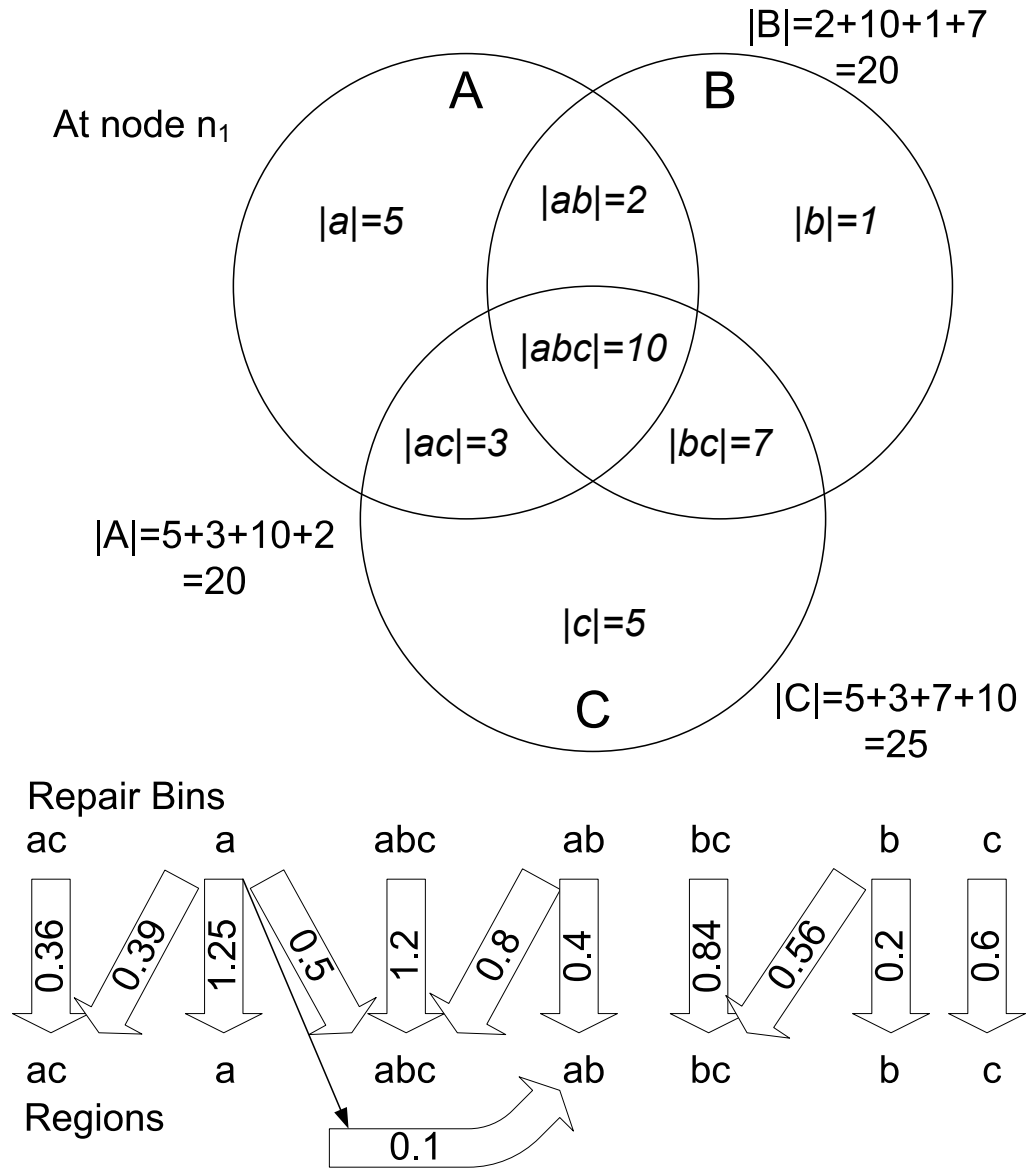 |B|=2+10+1+7
=20
A
B
At node n₁
|a|=5
|ab|=2
|b|=1
|abc|=10
|ac|=3
|bc|=7
|A|=5+3+10+2
=20
|c|=5
C
|C|=5+3+7+10
=25
Repair Bins
ac a abc ab bc b c
0.36 0.39 1.25 0.5 1.2 0.8 0.4 0.84 0.56 0.2 0.6
ac a abc ab bc b c
Regions
0.1